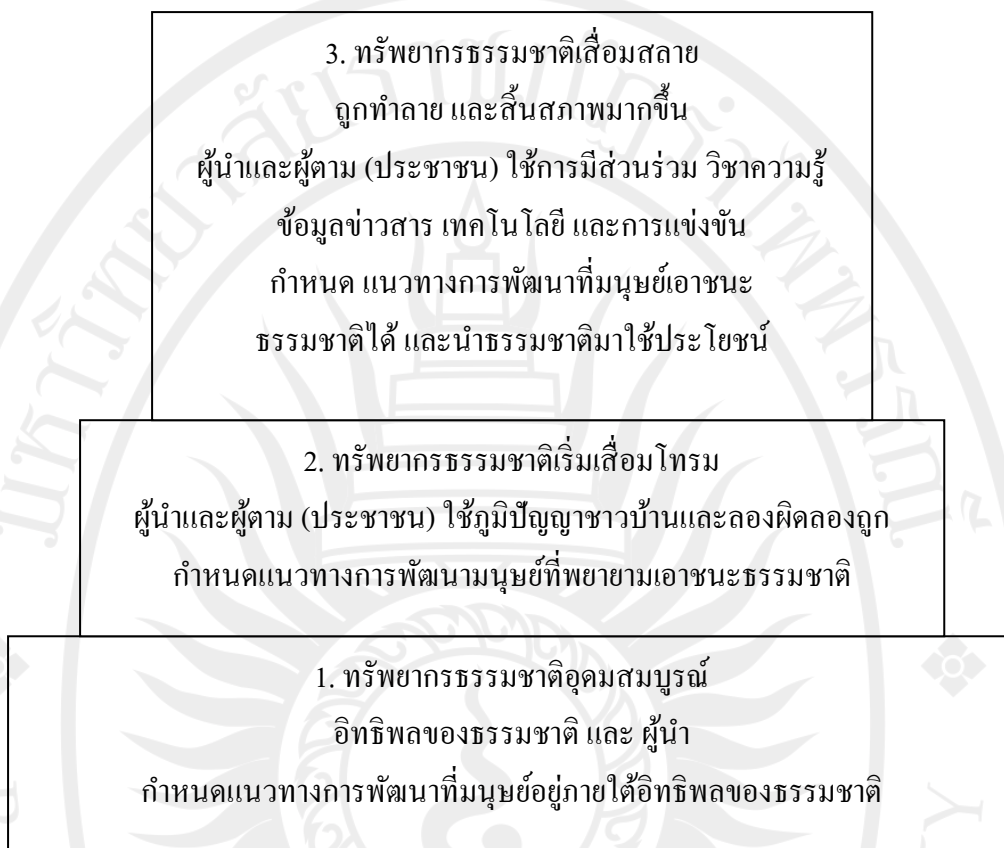 3. ทรัพยากรธรรมชาติเสื่อมสลาย
ถูกทำลาย และสิ้นสภาพมากขึ้น
ผู้นำและผู้ตาม (ประชาชน) ใช้การมีส่วนร่วม วิชาความรู้
ข้อมูลข่าวสาร เทคโนโลยี และการแข่งขัน
กำหนด แนวทางการพัฒนาที่มนุษย์เอาชนะ
ธรรมชาติได้ และนำธรรมชาติมาใช้ประโยชน์
2. ทรัพยากรธรรมชาติเริ่มเสื่อมโทรม
ผู้นำและผู้ตาม (ประชาชน) ใช้ภูมิปัญญาชาวบ้านและลองผิดลองถูก
กำหนดแนวทางการพัฒนามนุษย์ที่พยายามเอาชนะธรรมชาติ
1. ทรัพยากรธรรมชาติอุดมสมบูรณ์
อิทธิพลของธรรมชาติ และ ผู้นำ
กำหนดแนวทางการพัฒนาที่มนุษย์อยู่ภายใต้อิทธิพลของธรรมชาติ